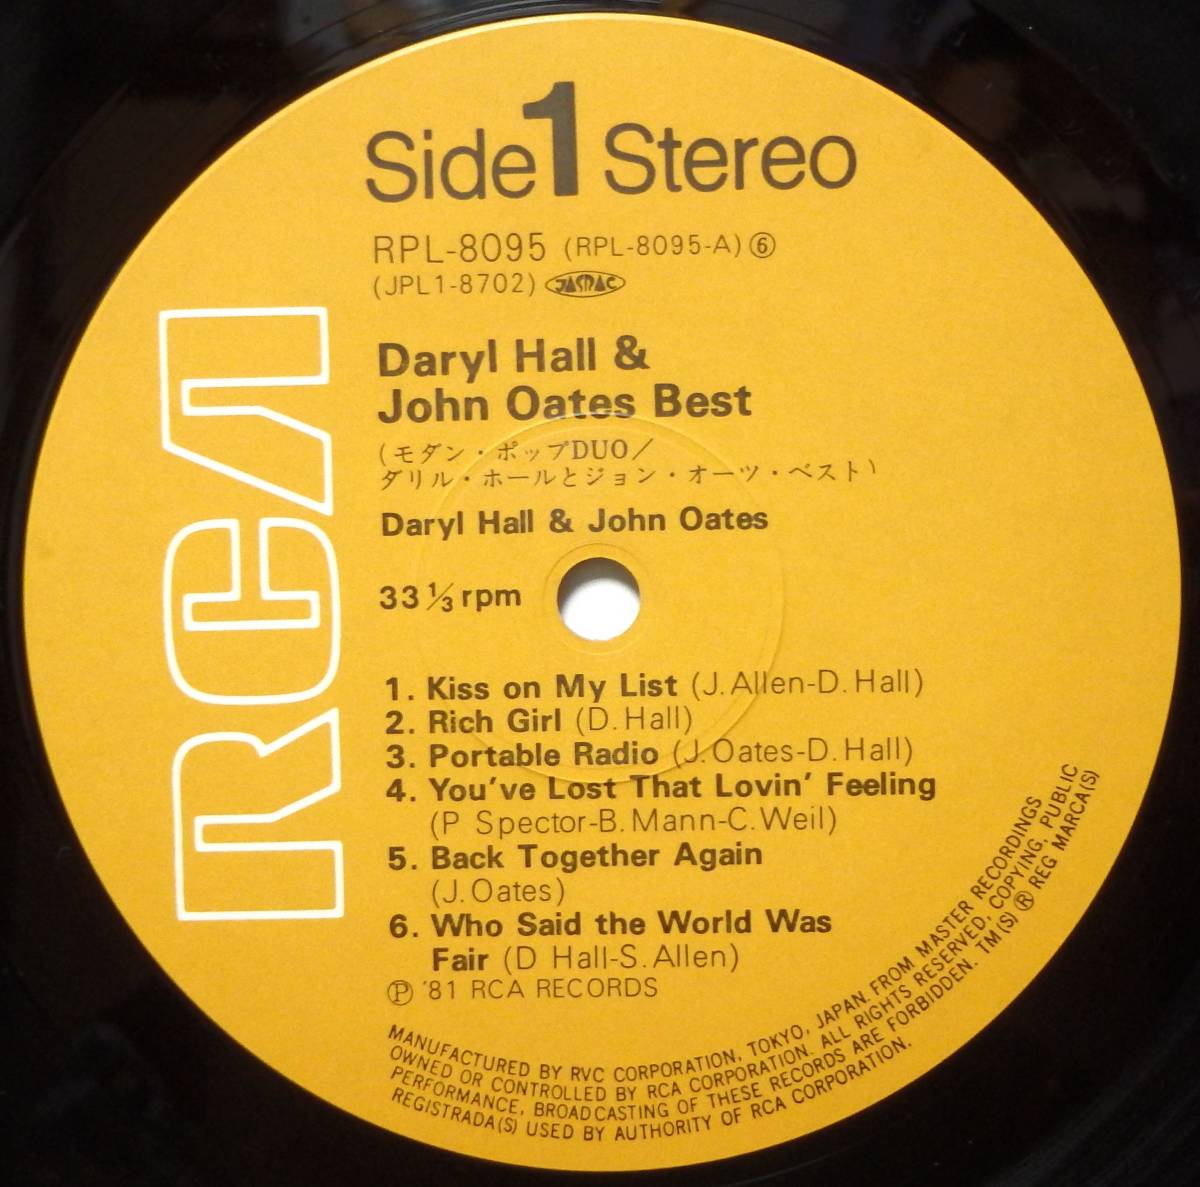 Side 1 Stereo
RPL-8095 (RPL-8095-A) ⑥
(JPL1-8702) JASRAC
Daryl Hall &
John Oates Best
(モダン・ポップDUO/
ダリル・ホールとジョン・オーツ・ベスト)
Daryl Hall & John Oates
33 ⅓ rpm
RCA
1. Kiss on My List (J. Allen-D. Hall)
2. Rich Girl (D. Hall)
3. Portable Radio (J. Oates-D. Hall)
4. You've Lost That Lovin' Feeling
(P Spector-B. Mann-C. Weil)
5. Back Together Again
(J. Oates)
6. Who Said the World Was
Fair (D Hall-S. Allen)
Ⓟ '81 RCA RECORDS
MANUFACTURED BY RVC CORPORATION, TOKYO, JAPAN. FROM MASTER RECORDINGS
OWNED OR CONTROLLED BY RCA CORPORATION. ALL RIGHTS RESERVED, COPYING, PUBLIC
PERFORMANCE, BROADCASTING OF THESE RECORDS ARE FORBIDDEN. TM(S) ® REG MARCA(S)
REGISTRADA(S) USED BY AUTHORITY OF RCA CORPORATION.